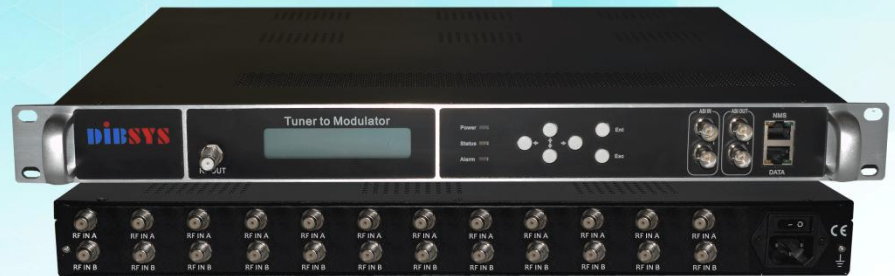 DiBSYS
Tuner to Modulator
RF OUT
Power
Status
Alarm
Ent
Esc
ASI IN
ASI OUT
NMS
DATA
RF IN A RF IN A RF IN A RF IN A RF IN A RF IN A RF IN A RF IN A RF IN A RF IN A RF IN A RF IN A
RF IN B RF IN B RF IN B RF IN B RF IN B RF IN B RF IN B RF IN B RF IN B RF IN B RF IN B RF IN B
- O
CE